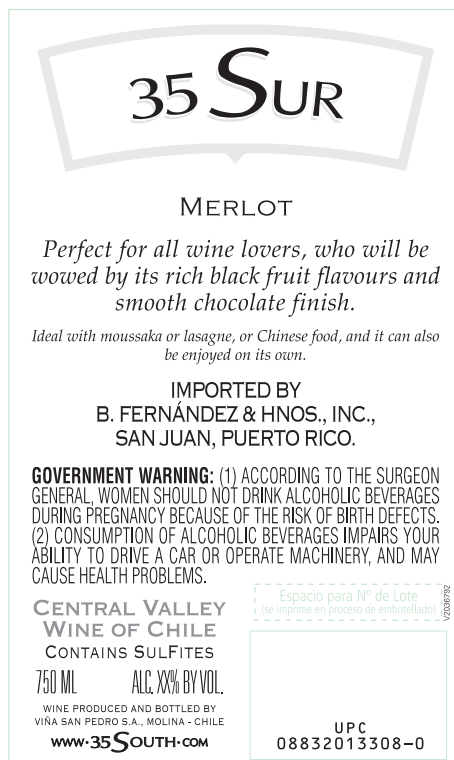 35 SUR
MERLOT
Perfect for all wine lovers, who will be
wowed by its rich black fruit flavours and
smooth chocolate finish.
Ideal with moussaka or lasagne, or Chinese food, and it can also
be enjoyed on its own.
IMPORTED BY
B. FERNÁNDEZ & HNOS., INC.,
SAN JUAN, PUERTO RICO.
GOVERNMENT WARNING: (1) ACCORDING TO THE SURGEON
GENERAL, WOMEN SHOULD NOT DRINK ALCOHOLIC BEVERAGES
DURING PREGNANCY BECAUSE OF THE RISK OF BIRTH DEFECTS.
(2) CONSUMPTION OF ALCOHOLIC BEVERAGES IMPAIRS YOUR
ABILITY TO DRIVE A CAR OR OPERATE MACHINERY, AND MAY
CAUSE HEALTH PROBLEMS.
Espacio para Nº de Lote
(se imprime en proceso de embotellado)
V2036792
CENTRAL VALLEY
WINE OF CHILE
CONTAINS SULFITES
750 ML ALC. XX% BY VOL.
WINE PRODUCED AND BOTTLED BY
VIÑA SAN PEDRO S.A., MOLINA - CHILE
WWW·35SOUTH·COM
UPC
08832013308-0